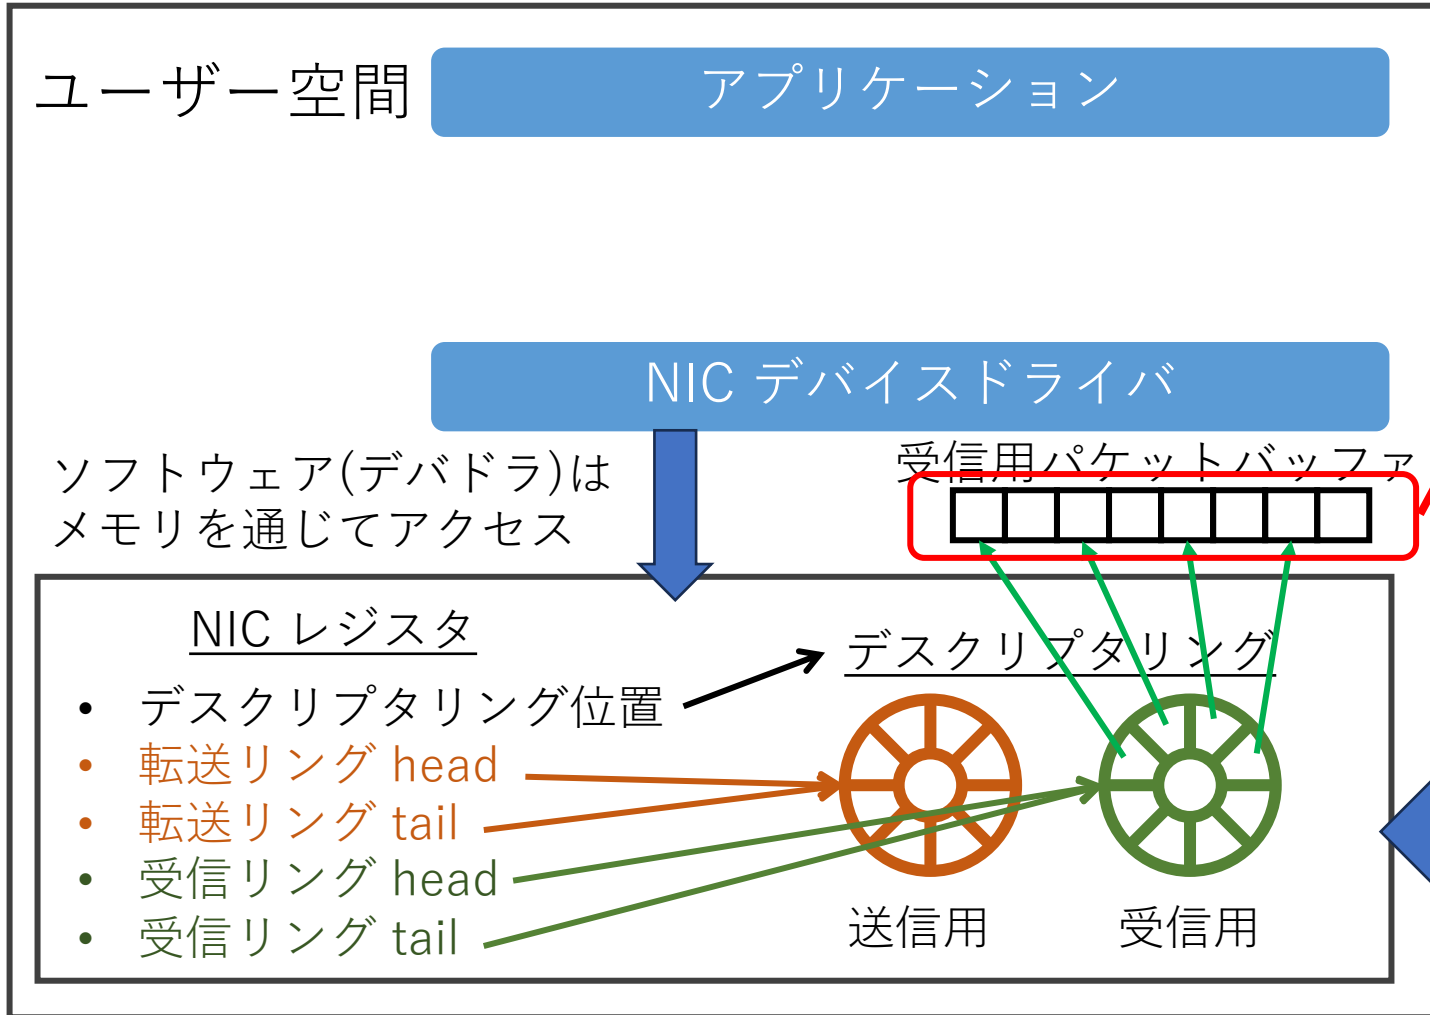 ユーザー空間
アプリケーション
NIC デバイスドライバ
ソフトウェア(デバドラ)は
メモリを通じてアクセス
受信用パケットバッファ
NIC レジスタ
• デスクリプタリング位置
• 転送リング head
• 転送リング tail
• 受信リング head
• 受信リング tail
デスクリプタリング
送信用
受信用